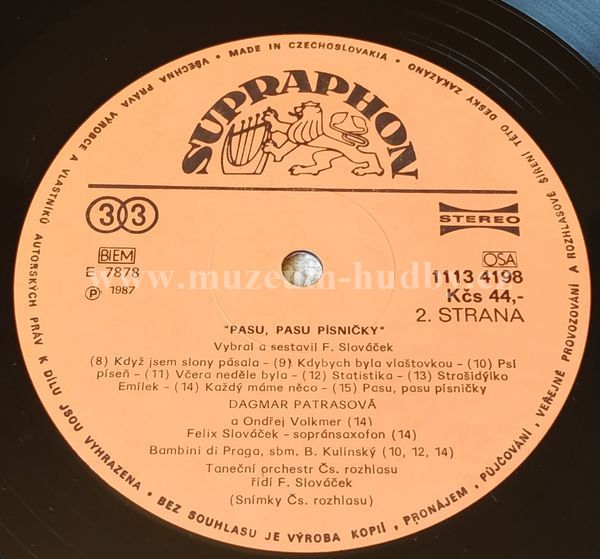 VŠECHNA PRÁVA VÝROBCE A VLASTNÍKŮ AUTORSKÝCH PRÁV K DÍLU JSOU VYHRAZENA • BEZ SOUHLASU JE VÝROBA KOPIÍ, PRONÁJEM, PŮJČOVÁNÍ, VEŘEJNÉ PROVOZOVÁNÍ A ROZHLASOVÉ ŠÍŘENÍ TÉTO DESKY ZAKÁZÁNO • MADE IN CZECHOSLOVAKIA •
SUPRAPHON
33
STEREO
BIEM
OSA
E 7878
1113 4198
www.muzeum-hudby.cz
Ⓟ 1987
Kčs 44,-
2. STRANA
"PASU, PASU PÍSNIČKY"
Vybral a sestavil F. Slováček
(8) Když jsem slony pásala – (9) Kdybych byla vlaštovkou – (10) Psí
píseň – (11) Včera neděle byla – (12) Statistika – (13) Strašidýlko
Emílek – (14) Každý máme něco – (15) Pasu, pasu písničky
DAGMAR PATRASOVÁ
a Ondřej Volkmer (14)
Felix Slováček – sopránsaxofon (14)
Bambini di Praga, sbm. B. Kulínský (10, 12, 14)
Taneční orchestr Čs. rozhlasu
řídí F. Slováček
(Snímky Čs. rozhlasu)